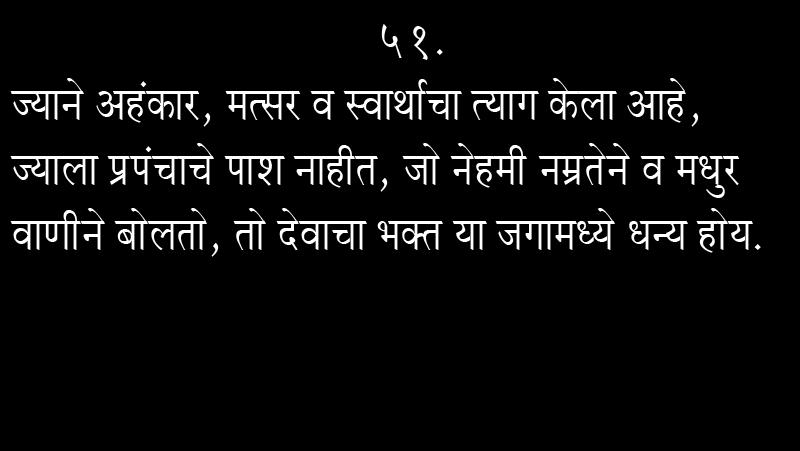 ५१.
ज्याने अहंकार, मत्सर व स्वार्थाचा त्याग केला आहे,
ज्याला प्रपंचाचे पाश नाहीत, जो नेहमी नम्रतेने व मधुर
वाणीने बोलतो, तो देवाचा भक्त या जगामध्ये धन्य होय.